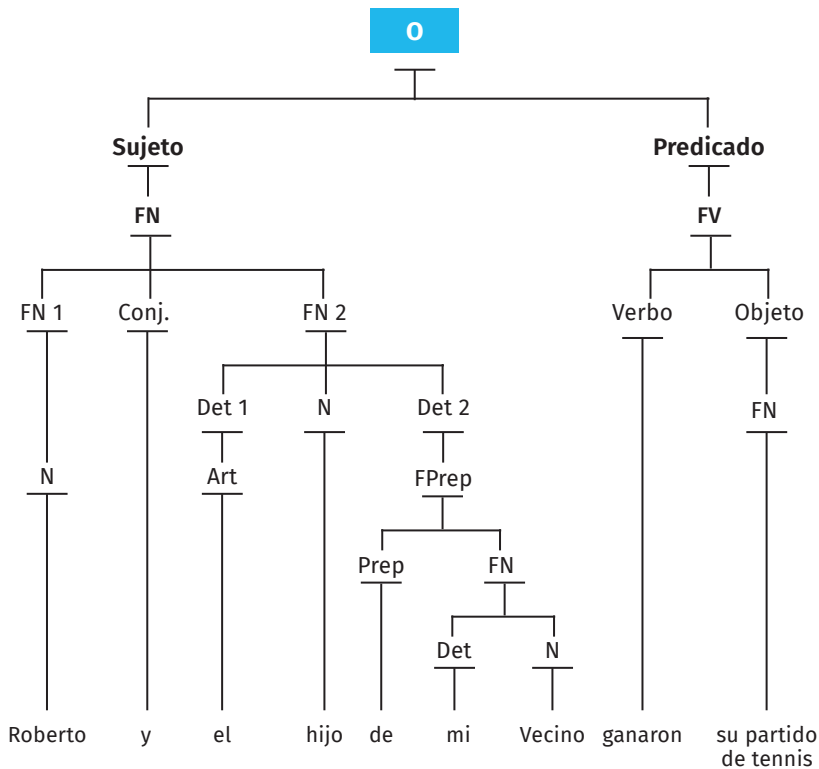 O
Sujeto Predicado
FN FV
FN 1 Conj. FN 2 Verbo Objeto
Det 1 N Det 2 FN
N Art FPrep
Prep FN
Det N
Roberto y el hijo de mi Vecino ganaron su partido
de tennis